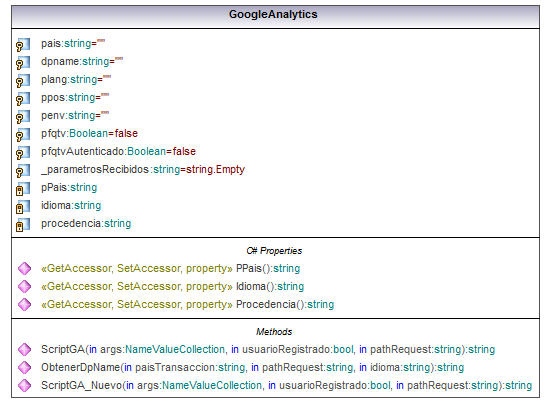 GoogleAnalytics
pais:string=""
dpname:string=""
plang:string=""
ppos:string=""
penv:string=""
pfqtv:Boolean=false
pfqtvAutenticado:Boolean=false
_parametrosRecibidos:string=string.Empty
pPais:string
idioma:string
procedencia:string
C# Properties
«GetAccessor, SetAccessor, property» PPais():string
«GetAccessor, SetAccessor, property» Idioma():string
«GetAccessor, SetAccessor, property» Procedencia():string
Methods
ScriptGA(in args:NameValueCollection, in usuarioRegistrado:bool, in pathRequest:string):string
ObtenerDpName(in paisTransaccion:string, in pathRequest:string, in idioma:string):string
ScriptGA_Nuevo(in args:NameValueCollection, in usuarioRegistrado:bool, in pathRequest:string):string